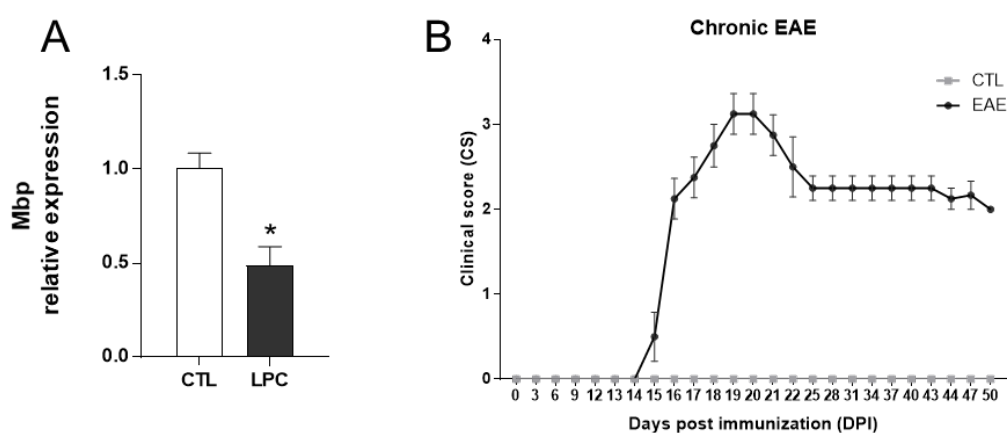 A
Mbp
relative expression
1.5
1.0
0.5
0.0
*
CTL
LPC
B
Chronic EAE
CTL
EAE
Clinical score (CS)
4
3
2
1
0
0 3 6 9 12 13 14 15 16 17 18 19 20 21 22 25 28 31 34 37 40 43 44 47 50
Days post immunization (DPI)